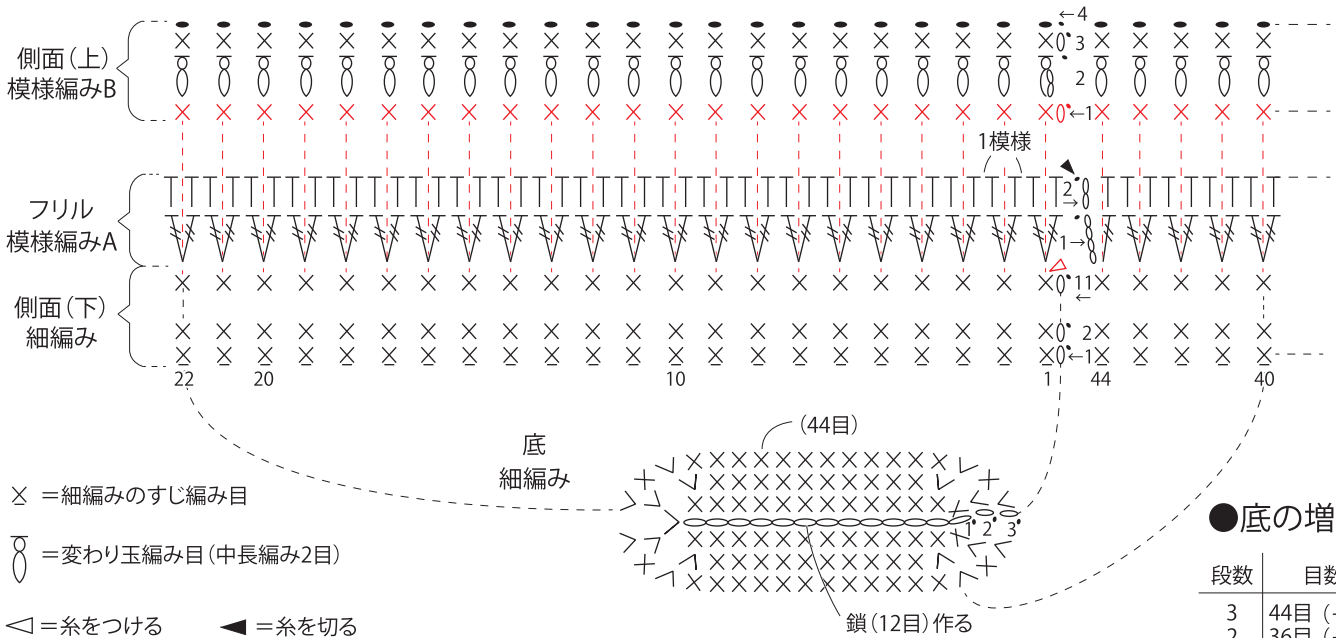 ←4
3
2
←1
側面(上)
模様編みB
1模様
フリル
模様編みA
2
→
1→
側面(下)
細編み
11
←
2
←1
22 20 10 1 44 40
底
細編み
(44目)
1 2 3
鎖(12目)作る
=細編みのすじ編み目
=変わり玉編み目(中長編み2目)
=糸をつける =糸を切る
●底の増
段数 目数
3 44目(
2 36目(